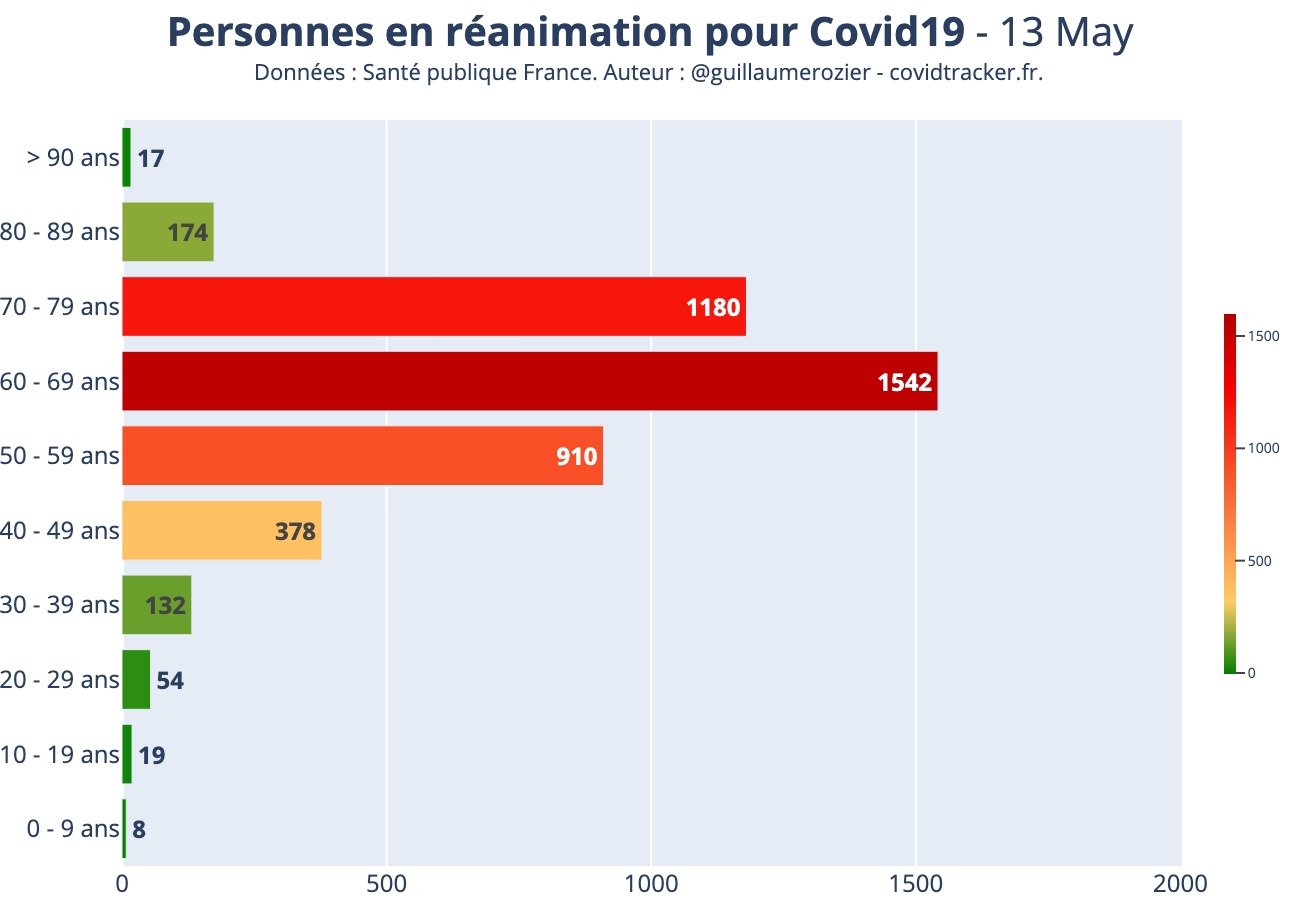 Personnes en réanimation pour Covid19 - 13 May
Données : Santé publique France. Auteur : @guillaumerozier - covidtracker.fr.
> 90 ans 17
80 - 89 ans 174
70 - 79 ans 1180
60 - 69 ans 1542
50 - 59 ans 910
40 - 49 ans 378
30 - 39 ans 132
20 - 29 ans 54
10 - 19 ans 19
0 - 9 ans 8
0 500 1000 1500 2000
1500
1000
500
0